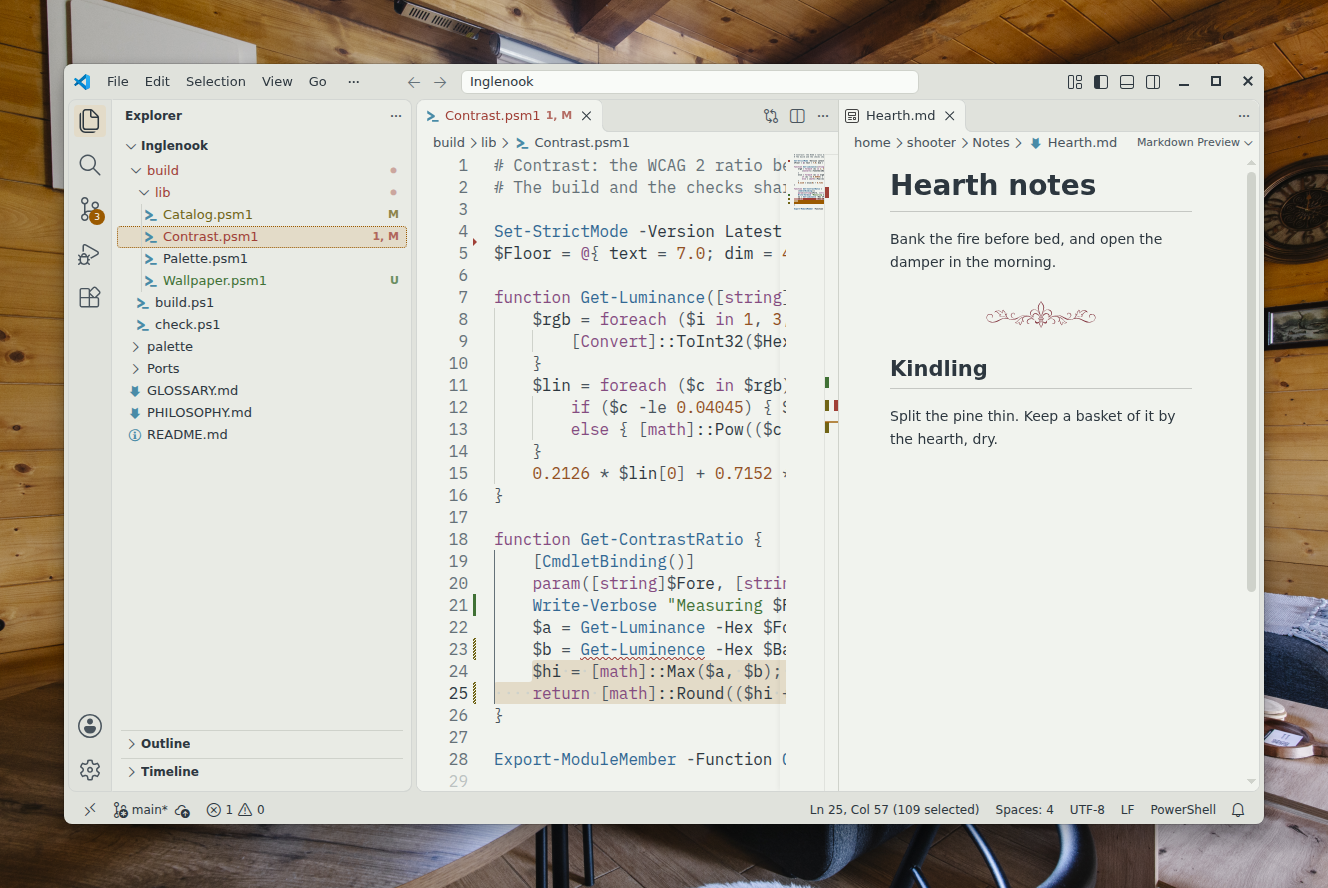 File Edit Selection View Go ···
Inglenook
Explorer
Inglenook
build
lib
Catalog.psm1 M
Contrast.psm1 1, M
Palette.psm1
Wallpaper.psm1 U
build.ps1
check.ps1
palette
Ports
GLOSSARY.md
PHILOSOPHY.md
README.md
3
Outline
Timeline
Contrast.psm1 1, M
build > lib > Contrast.psm1
1 # Contrast: the WCAG 2 ratio be
2 # The build and the checks sha
3
4 Set-StrictMode -Version Latest
5 $Floor = @{ text = 7.0; dim = 4
6
7 function Get-Luminance([string]
8 $rgb = foreach ($i in 1, 3,
9 [Convert]::ToInt32($Hex
10 }
11 $lin = foreach ($c in $rgb)
12 if ($c -le 0.04045) { $
13 else { [math]::Pow(($c
14 }
15 0.2126 * $lin[0] + 0.7152 *
16 }
17
18 function Get-ContrastRatio {
19 [CmdletBinding()]
20 param([string]$Fore, [strin
21 Write-Verbose "Measuring $F
22 $a = Get-Luminance -Hex $Fo
23 $b = Get-Luminence -Hex $Ba
24 $hi = [math]::Max($a, $b);
25 return [math]::Round(($hi -
26 }
27
28 Export-ModuleMember -Function
29
Hearth.md
home > shooter > Notes > Hearth.md
Markdown Preview
Hearth notes
Bank the fire before bed, and open the
damper in the morning.
Kindling
Split the pine thin. Keep a basket of it by
the hearth, dry.
main* 1 0
Ln 25, Col 57 (109 selected) Spaces: 4 UTF-8 LF PowerShell